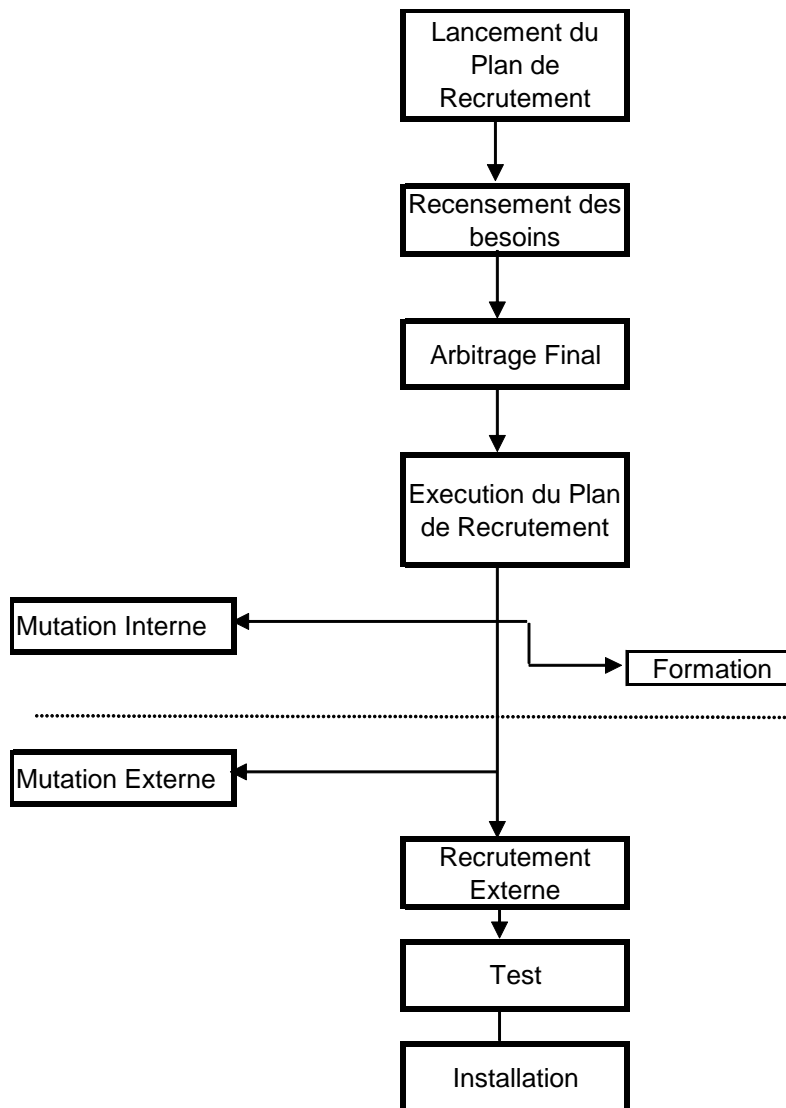 Lancement du
Plan de
Recrutement
Recensement des
besoins
Arbitrage Final
Execution du Plan
de Recrutement
Mutation Interne
Formation
Mutation Externe
Recrutement
Externe
Test
Installation